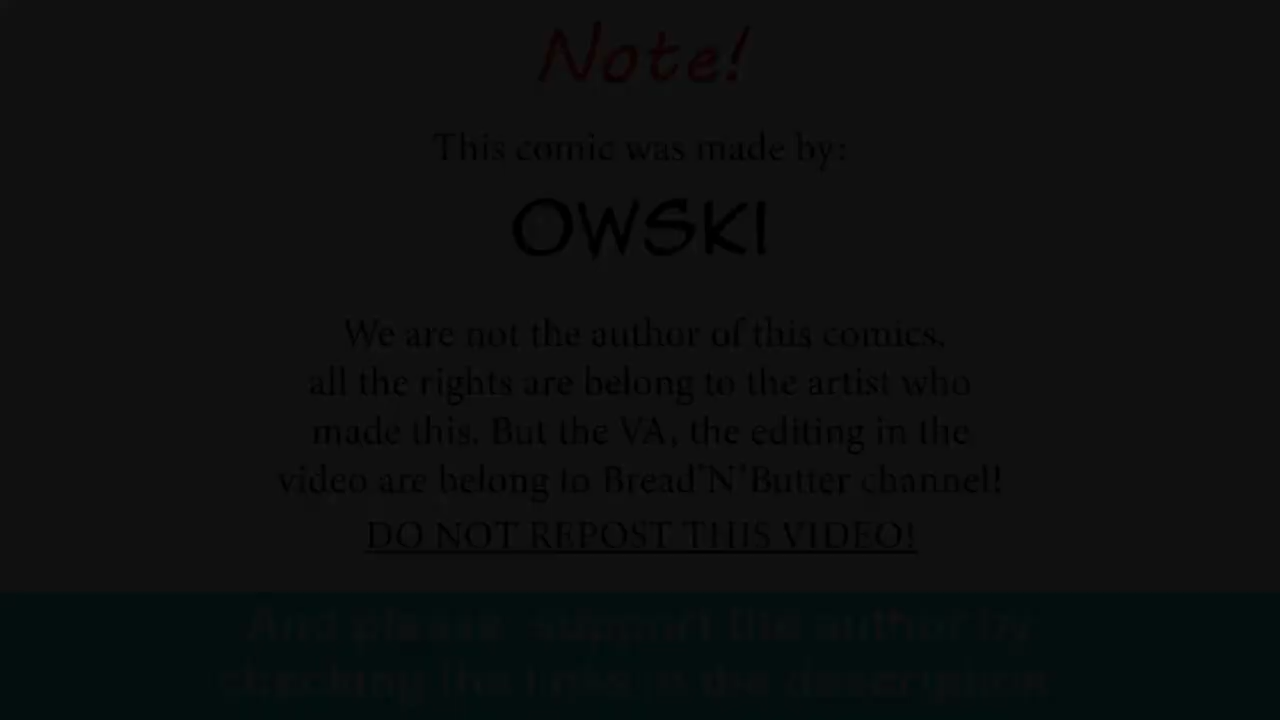 Note!
This comic was made by:
OWSKI
We are not the author of this comics.
all the rights are belong to the artist who
made this. But the VA, the editing in the
video are belong to Bread'N'Butter channel!
DO NOT REPOST THIS VIDEO!
And please, support the author by
checking the links in the description